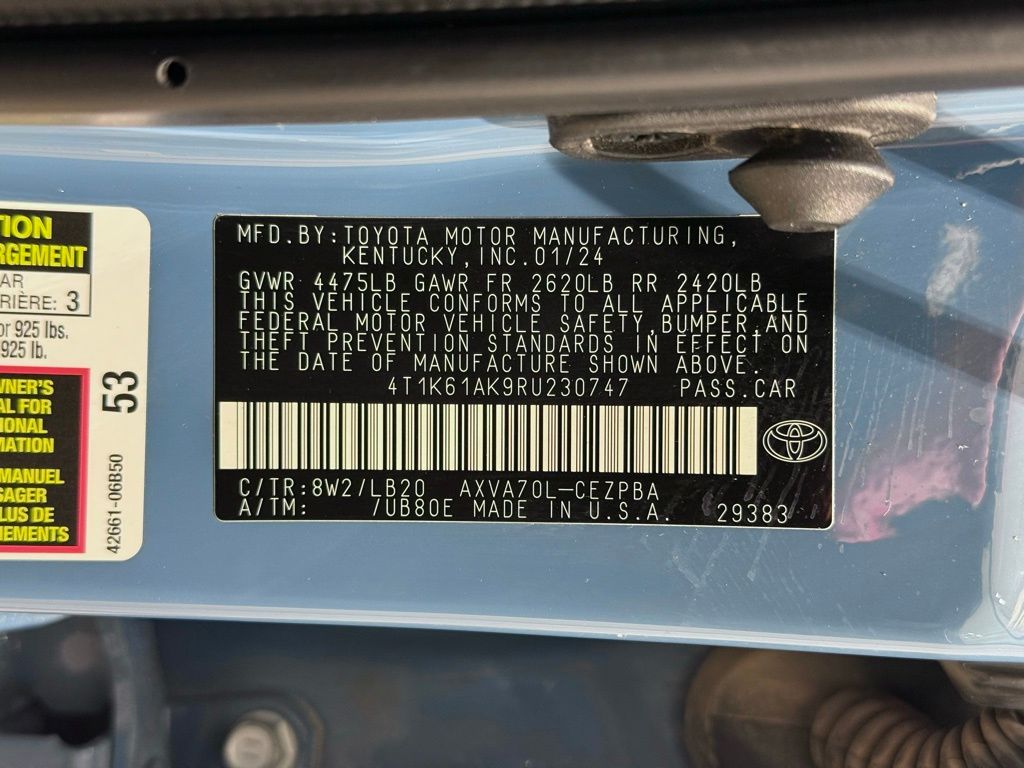 TION
RGEMENT
AR
RIÈRE: 3
or 925 lbs.
925 lb.
WNER'S
AL FOR
IONAL
MATION
MANUEL
SAGER
LUS DE
NEMENTS
53
42661-06B50
MFD.BY:TOYOTA MOTOR MANUFACTURING,
KENTUCKY,INC.01/24
GVWR 4475LB GAWR FR 2620LB RR 2420LB
THIS VEHICLE CONFORMS TO ALL APPLICABLE
FEDERAL MOTOR VEHICLE SAFETY,BUMPER,AND
THEFT PREVENTION STANDARDS IN EFFECT ON
THE DATE OF MANUFACTURE SHOWN ABOVE.
4T1K61AK9RU230747 PASS.CAR
C/TR:8W2/LB20 AXVA70L-CEZPBA
A/TM: /UB80E MADE IN U.S.A. 29383